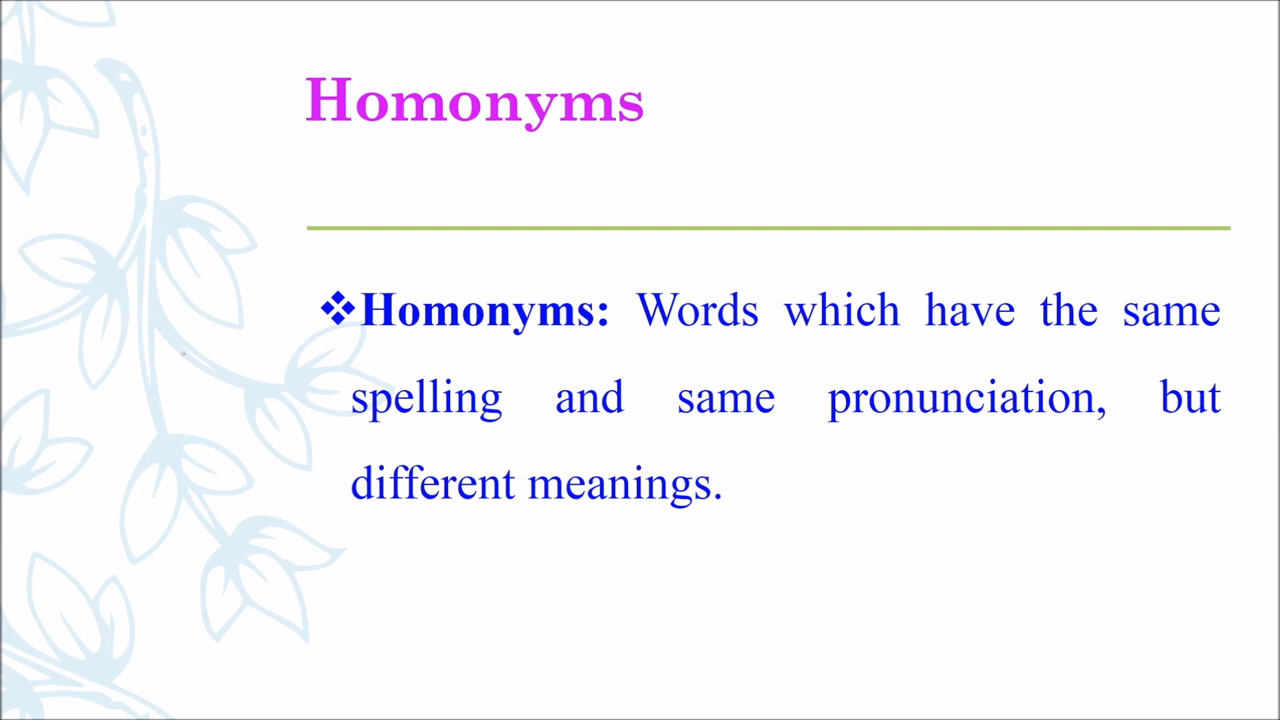 Homonyms
❖Homonyms: Words which have the same
spelling and same pronunciation, but
different meanings.